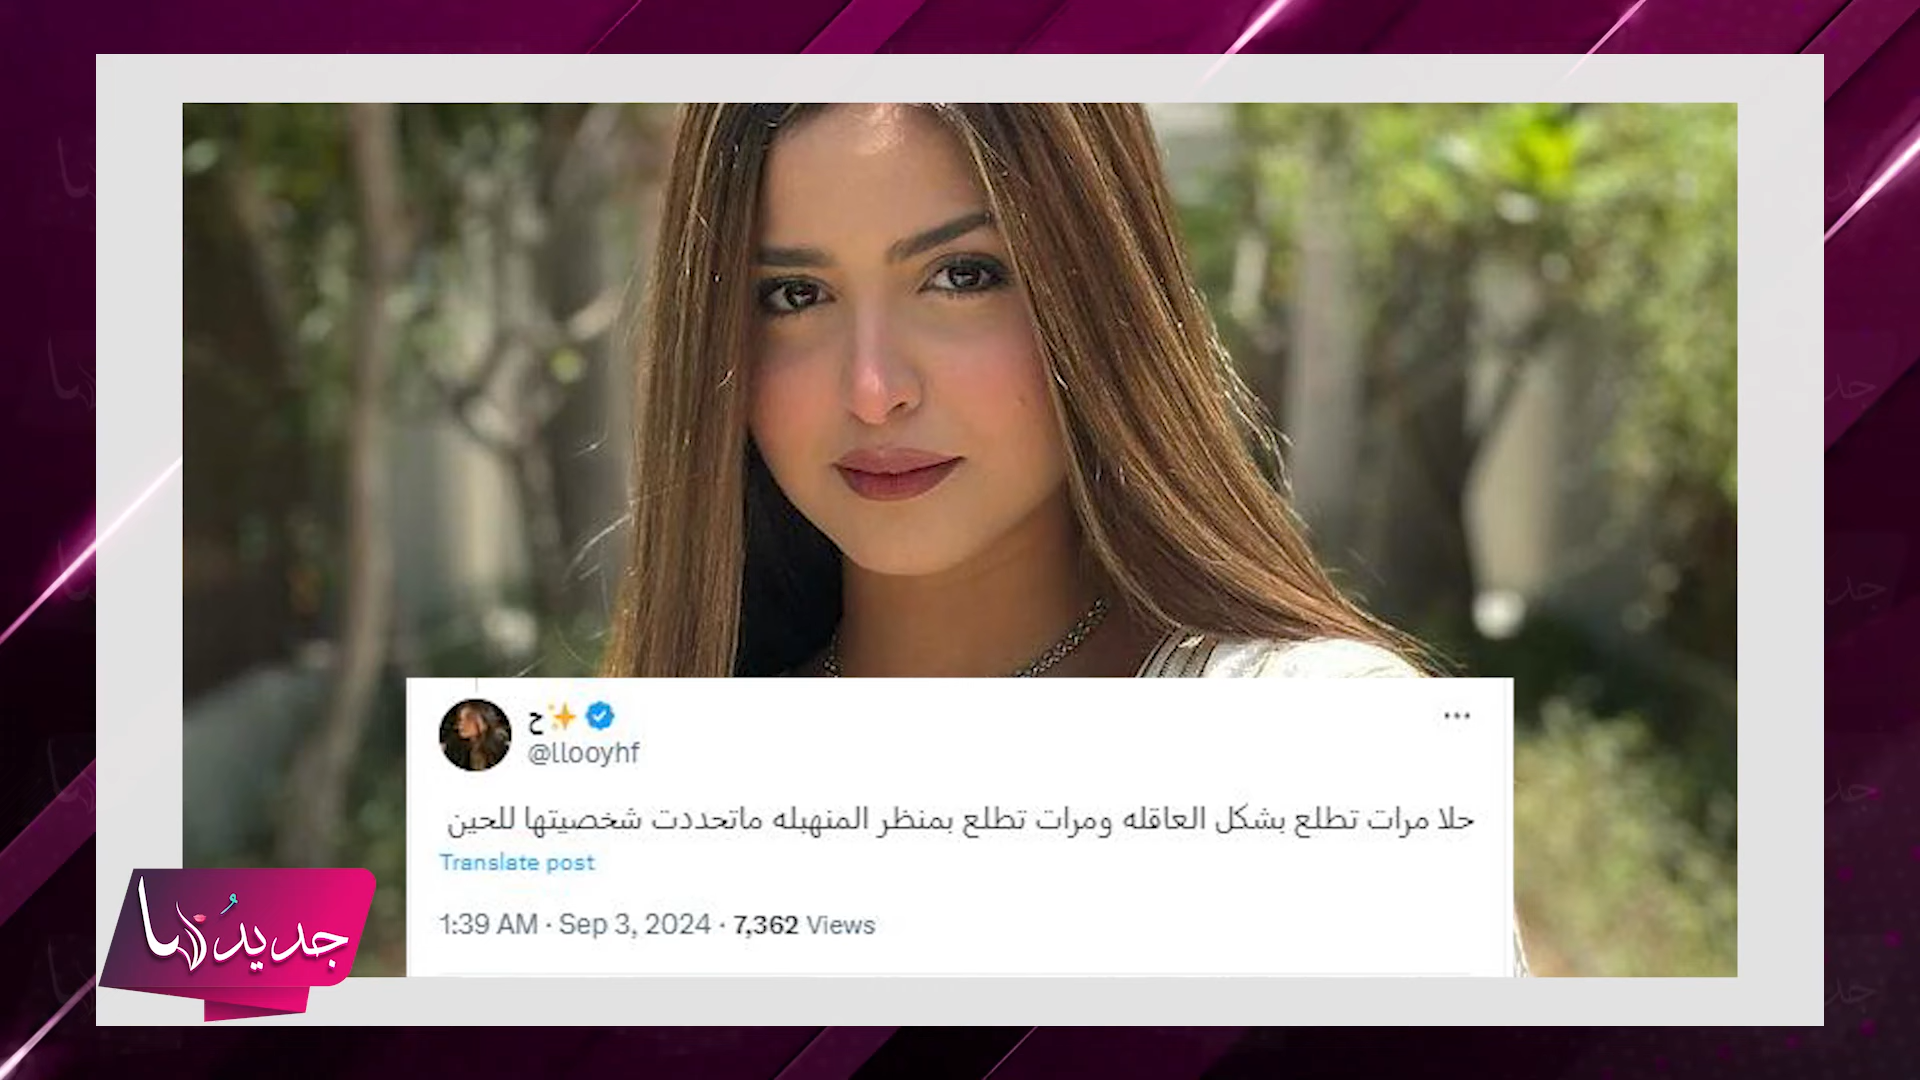 ح✨
@llooyhf
حلا مرات تطلع بشكل العاقله ومرات تطلع بمنظر المنهبله ماتحددت شخصيتها للحين
Translate post
1:39 AM · Sep 3, 2024 · 7,362 Views
جديدُنا